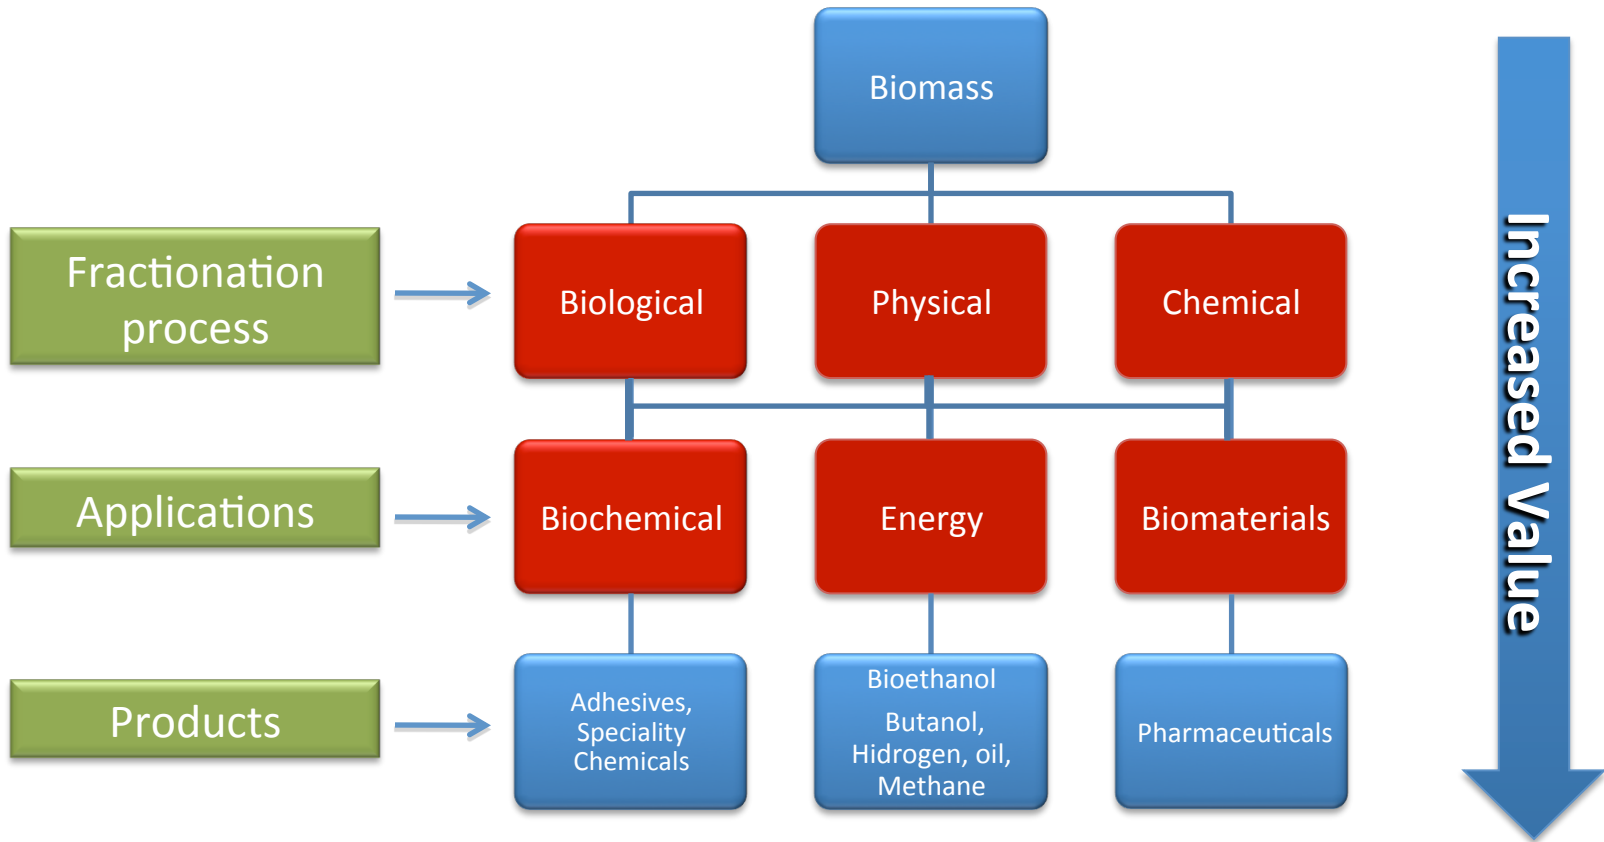 Biomass
Fractionation
process
Biological
Physical
Chemical
Applications
Biochemical
Energy
Biomaterials
Products
Adhesives,
Speciality
Chemicals
Bioethanol
Butanol,
Hidrogen, oil,
Methane
Pharmaceuticals
Increased Value